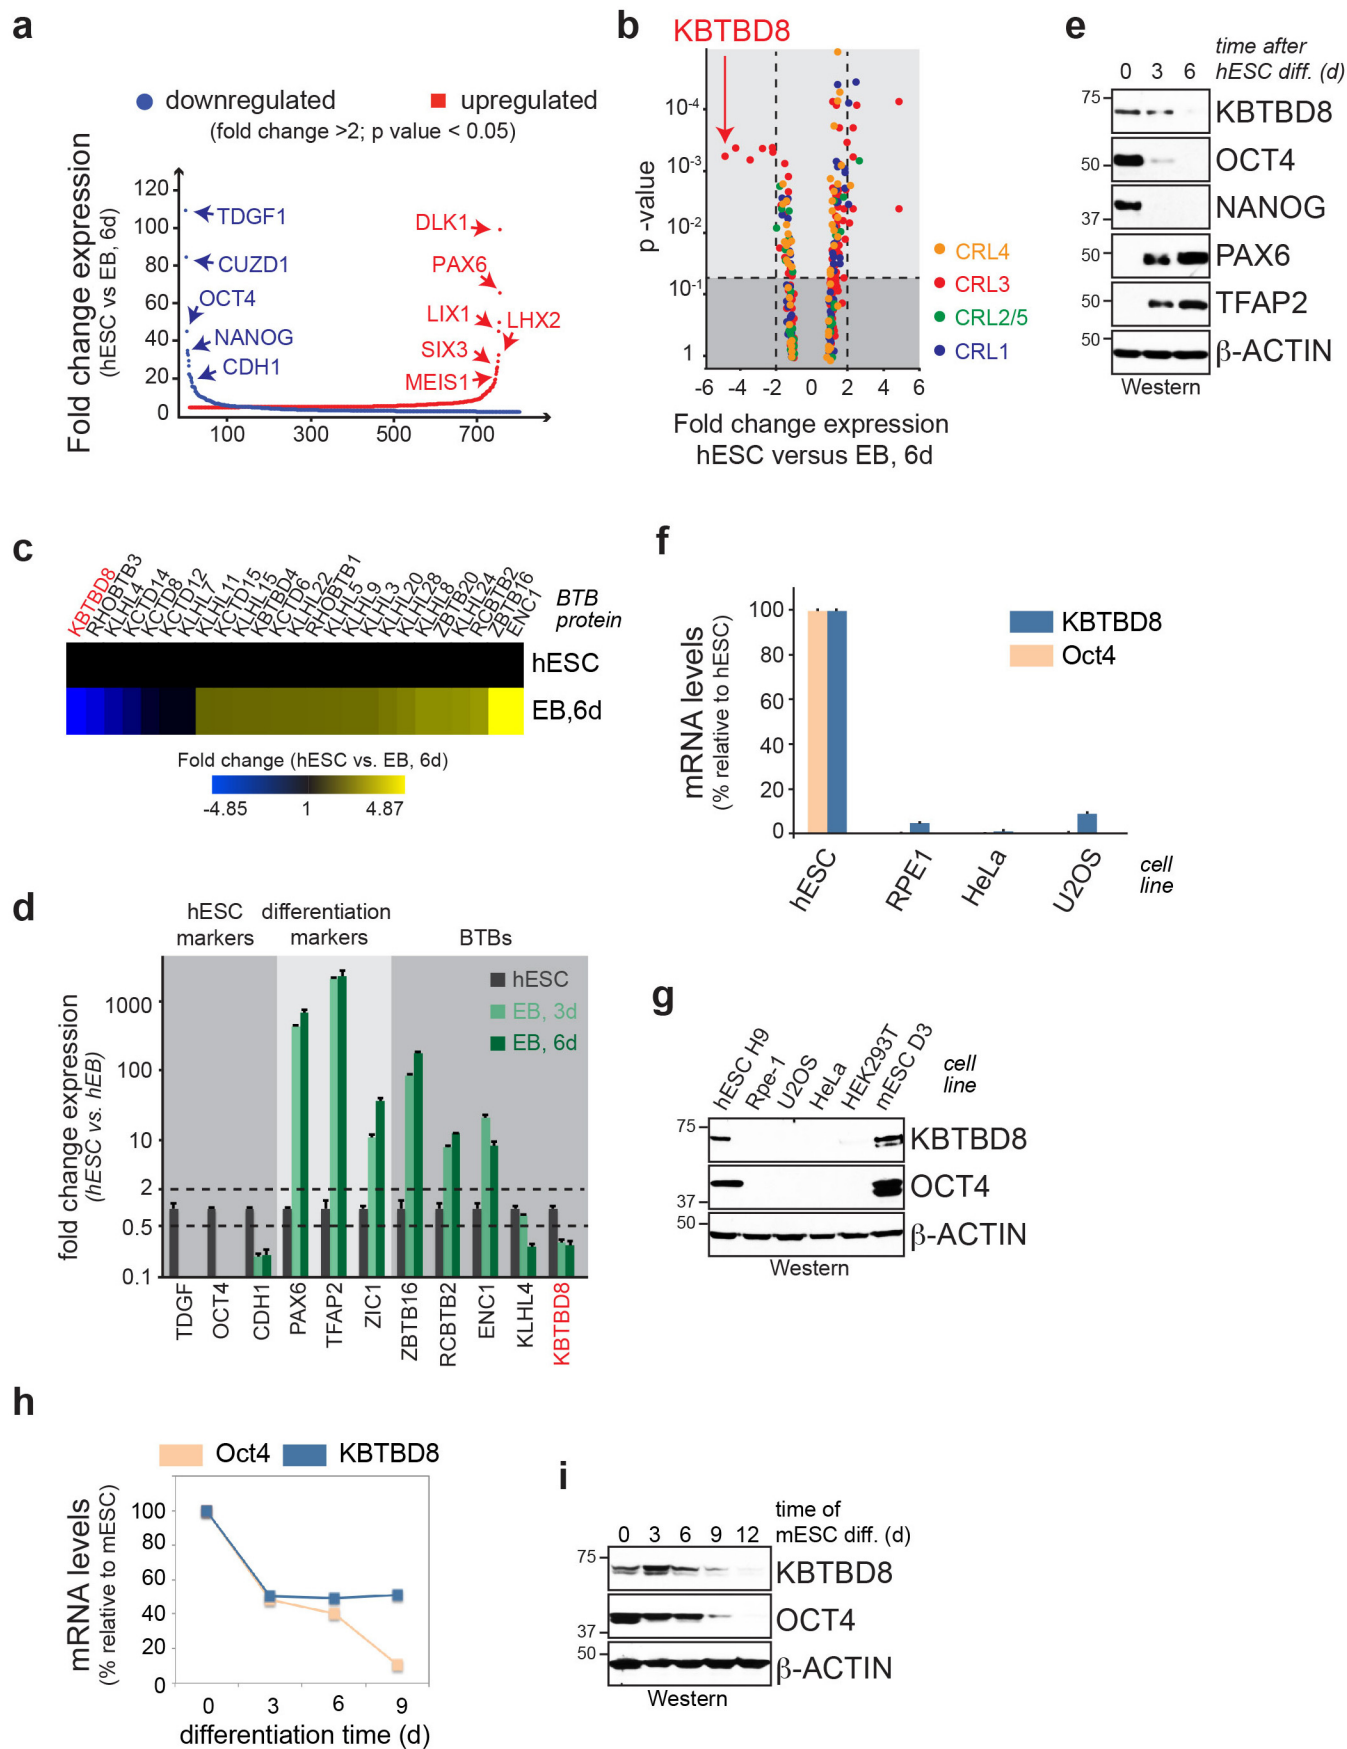 a
downregulated
upregulated
(fold change >2; p value < 0.05)
Fold change expression
(hESC vs EB, 6d)
120
100
80
60
40
20
0
TDGF1
CUZD1
OCT4
NANOG
CDH1
DLK1
PAX6
LIX1
LHX2
SIX3
MEIS1
100
300
500
700
b
KBTBD8
p -value
10-4
10-3
10-2
10-1
1
-6
-4
-2
0
2
4
6
Fold change expression
hESC versus EB, 6d
CRL4
CRL3
CRL2/5
CRL1
e
time after
0 3 6 hESC diff. (d)
75
KBTBD8
50
OCT4
37
NANOG
50
PAX6
50
TFAP2
50
β-ACTIN
Western
c
KBTBD8
RHOBTB3
KLHL4
KCTD14
KCTD8
KCTD12
KLHL7
KLHL11
KCTD15
KLHL15
KBTBD4
KCTD6
KLHL22
RHOBTB1
KLHL5
KLHL9
KLHL3
KLHL20
KLHL28
KLHL8
ZBTB20
KLHL24
RCBTB2
ZBTB16
ENC1
BTB
protein
hESC
EB,6d
Fold change (hESC vs. EB, 6d)
-4.85
1
4.87
f
mRNA levels
(% relative to hESC)
100
80
60
40
20
0
KBTBD8
Oct4
hESC
RPE1
HeLa
U2OS
cell
line
d
hESC
markers
differentiation
markers
BTBs
fold change expression
(hESC vs. hEB)
1000
100
10
2
0.5
0.1
hESC
EB, 3d
EB, 6d
TDGF
OCT4
CDH1
PAX6
TFAP2
ZIC1
ZBTB16
RCBTB2
ENC1
KLHL4
KBTBD8
g
hESC H9
Rpe-1
U2OS
HeLa
HEK293T
mESC D3
cell
line
75
KBTBD8
OCT4
37
50
β-ACTIN
Western
h
Oct4
KBTBD8
mRNA levels
(% relative to mESC)
100
80
60
40
20
0
0
3
6
9
differentiation time (d)
i
time of
0 3 6 9 12 mESC diff. (d)
75
KBTBD8
OCT4
37
50
β-ACTIN
Western